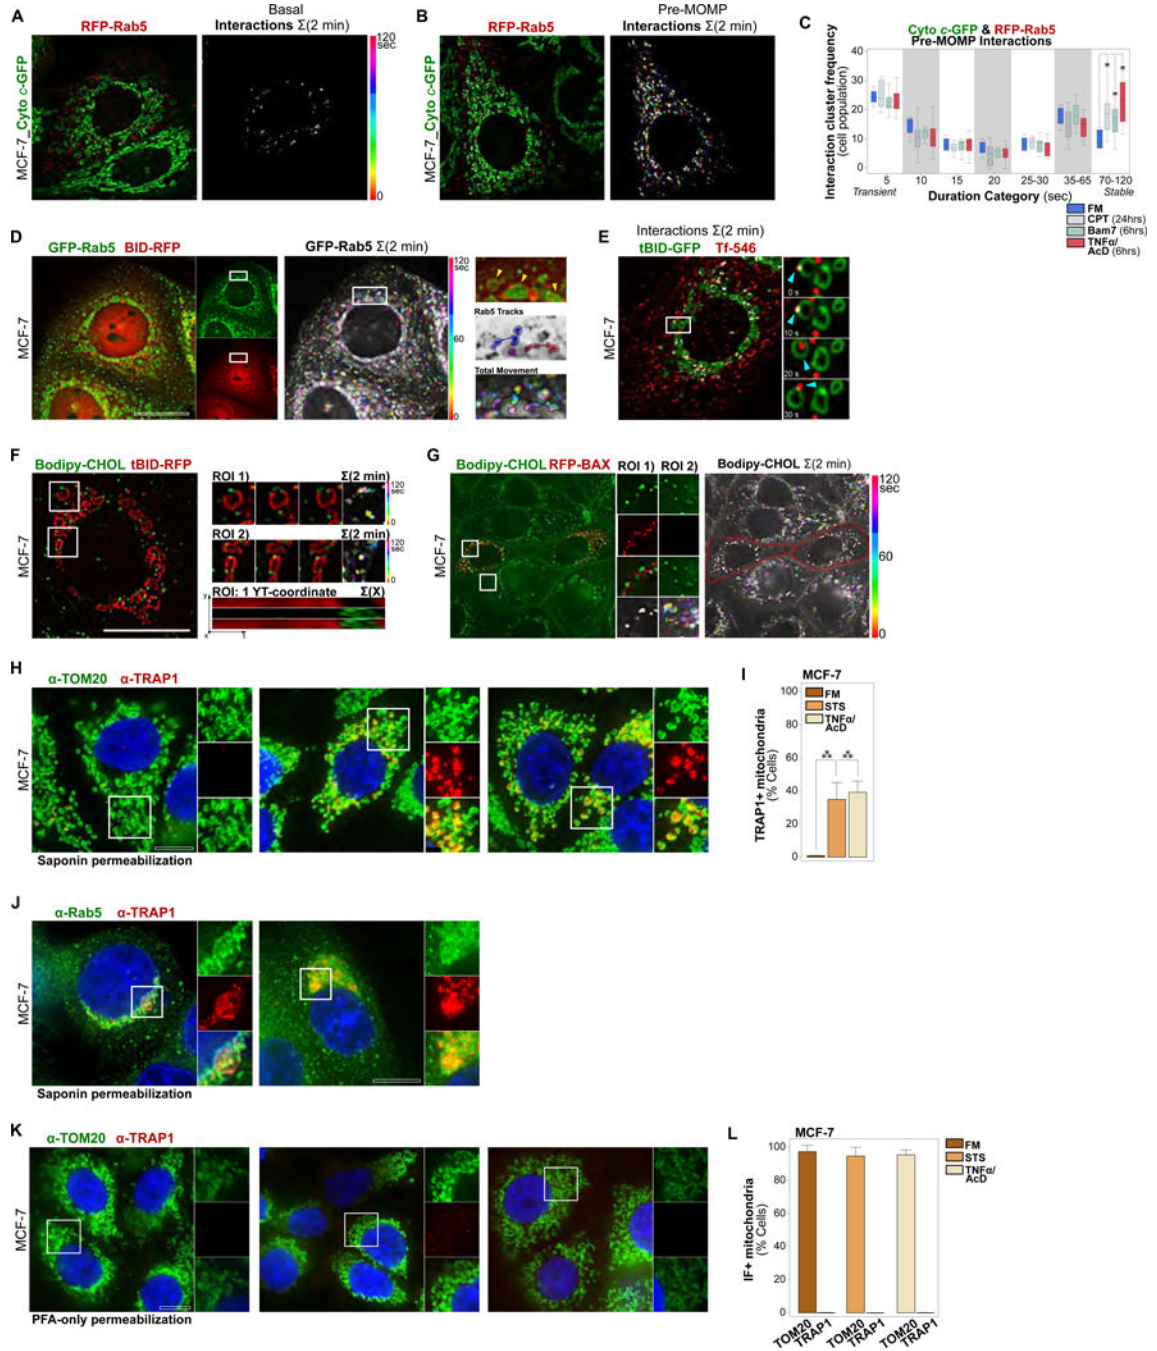 A
RFP-Rab5
Basal
Interactions Σ(2 min)
120
sec
0
MCF-7_Cyto c-GFP
B
RFP-Rab5
Pre-MOMP
Interactions Σ(2 min)
MCF-7_Cyto c-GFP
C
Cyto c-GFP & RFP-Rab5
Pre-MOMP Interactions
Interaction cluster frequency
(cell population)
40
30
20
10
0
* * *
5 10 15 20 25-30 35-65 70-120
Transient
Stable
Duration Category (sec)
FM
CPT (24hrs)
Bam7 (6hrs)
TNFα/
AcD (6hrs)
D
GFP-Rab5 BID-RFP
GFP-Rab5 Σ(2 min)
120
sec
60
0
Rab5 Tracks
Total Movement
MCF-7
E
Interactions Σ(2 min)
tBID-GFP Tf-546
0 s
10 s
20 s
30 s
MCF-7
F
Bodipy-CHOL tBID-RFP
ROI 1)
Σ(2 min)
120
sec
0
ROI 2)
Σ(2 min)
120
sec
0
ROI: 1 YT-coordinate
Σ(X)
y
x
MCF-7
G
Bodipy-CHOL RFP-BAX
ROI 1) ROI 2)
Bodipy-CHOL Σ(2 min)
120
sec
60
0
MCF-7
H
α-TOM20 α-TRAP1
MCF-7
Saponin permeabilization
I
MCF-7
FM
STS
TNFα/
AcD
TRAP1+ mitochondria
(% Cells)
100
80
60
40
20
0
J
α-Rab5 α-TRAP1
MCF-7
Saponin permeabilization
K
α-TOM20 α-TRAP1
MCF-7
PFA-only permeabilization
L
MCF-7
FM
STS
TNFα/
AcD
IF+ mitochondria
(% Cells)
100
80
60
40
20
0
TOM20
TRAP1
TOM20
TRAP1
TOM20
TRAP1